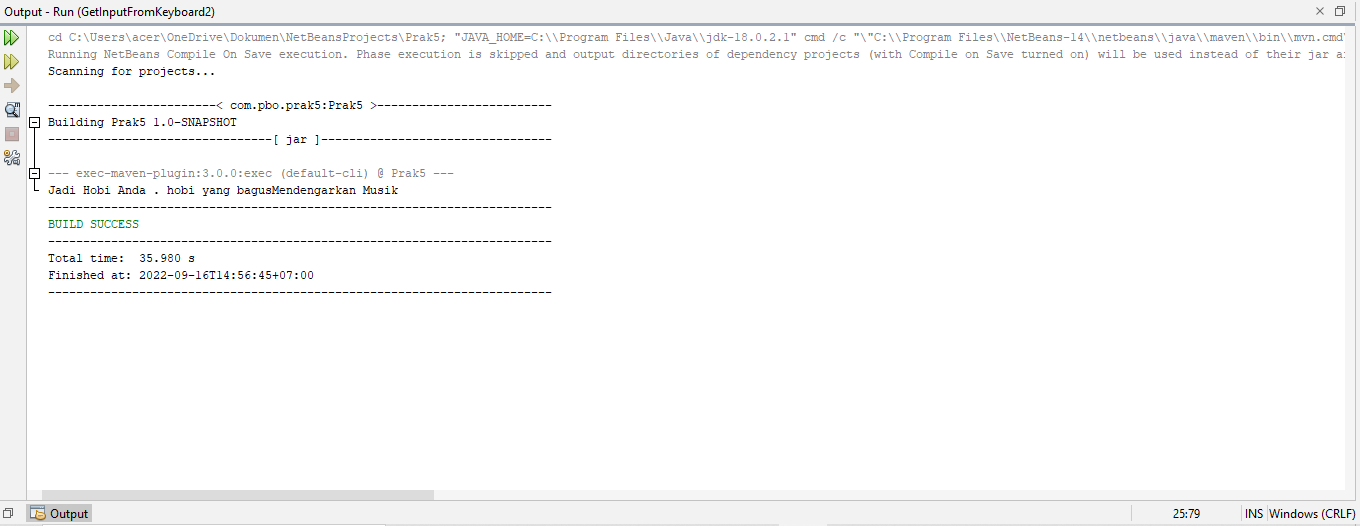 Output - Run (GetInputFromKeyboard2)
cd C:\Users\acer\OneDrive\Dokumen\NetBeansProjects\Prak5; "JAVA_HOME=C:\\Program Files\\Java\\jdk-18.0.2.1" cmd /c "\"C:\\Program Files\\NetBeans-14\\netbeans\\java\\maven\\bin\\mvn.cmd\
Running NetBeans Compile On Save execution. Phase execution is skipped and output directories of dependency projects (with Compile on Save turned on) will be used instead of their jar a
Scanning for projects...
------------------------< com.pbo.prak5:Prak5 >-------------------------
Building Prak5 1.0-SNAPSHOT
--------------------------------[ jar ]---------------------------------
--- exec-maven-plugin:3.0.0:exec (default-cli) @ Prak5 ---
Jadi Hobi Anda . hobi yang bagusMendengarkan Musik
------------------------------------------------------------------------
BUILD SUCCESS
------------------------------------------------------------------------
Total time:  35.980 s
Finished at: 2022-09-16T14:56:45+07:00
------------------------------------------------------------------------
Output
25:79 INS Windows (CRLF)